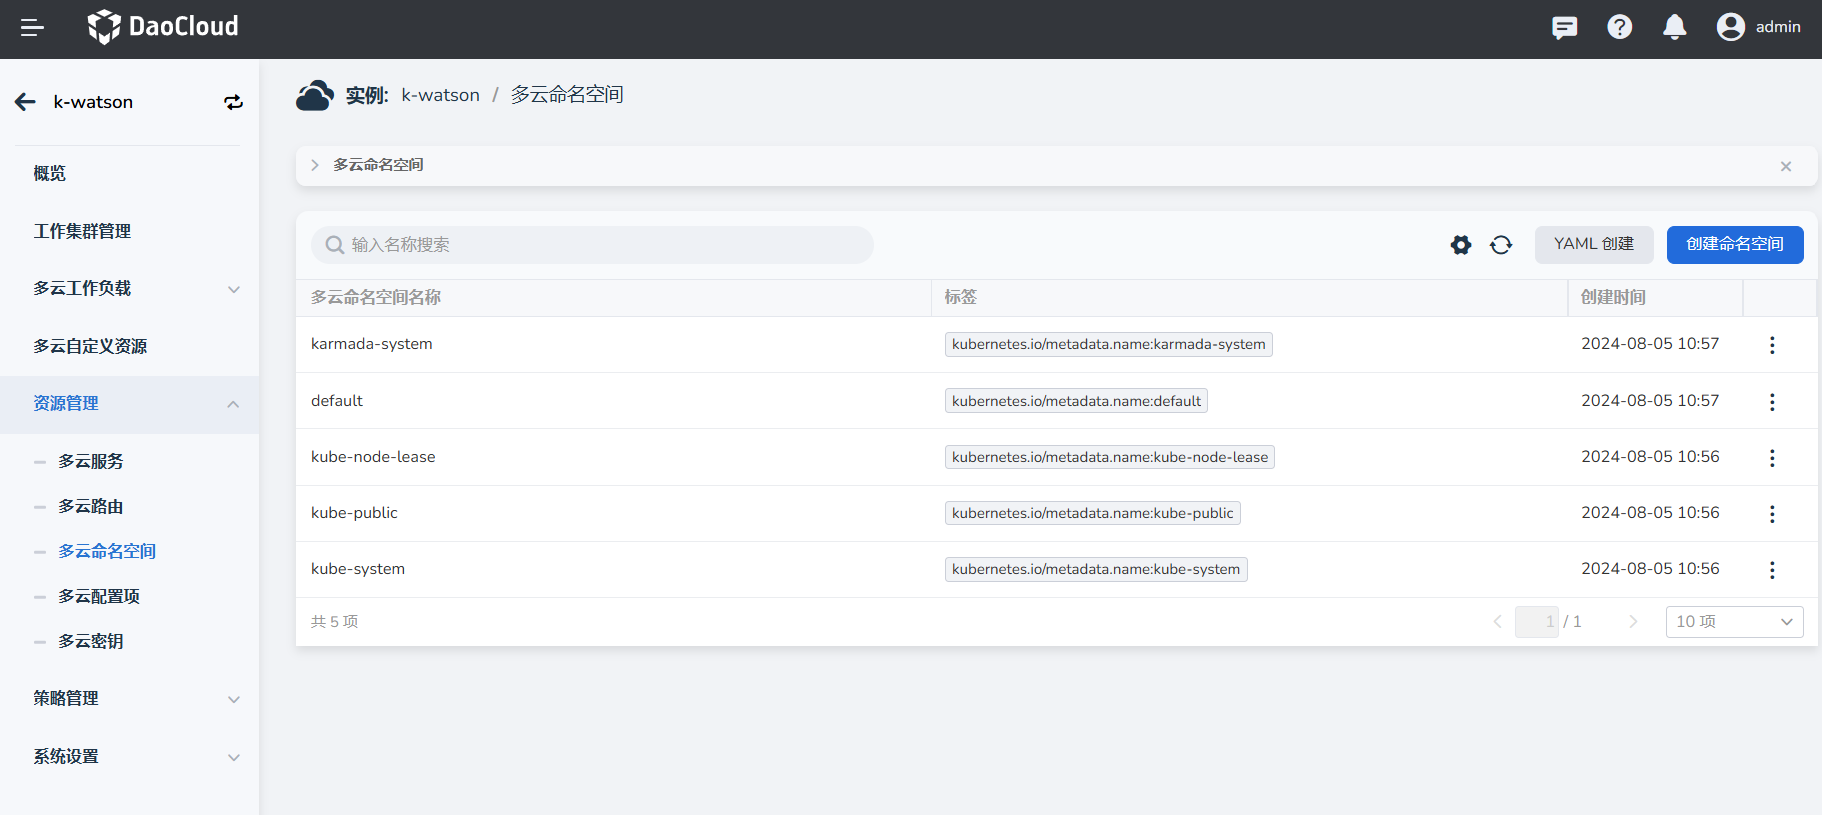 DaoCloud
admin
k-watson
概览
工作集群管理
多云工作负载
多云自定义资源
资源管理
多云服务
多云路由
多云命名空间
多云配置项
多云密钥
策略管理
系统设置
实例: k-watson / 多云命名空间
多云命名空间
输入名称搜索
YAML 创建
创建命名空间
多云命名空间名称 标签 创建时间
karmada-system kubernetes.io/metadata.name:karmada-system 2024-08-05 10:57
default kubernetes.io/metadata.name:default 2024-08-05 10:57
kube-node-lease kubernetes.io/metadata.name:kube-node-lease 2024-08-05 10:56
kube-public kubernetes.io/metadata.name:kube-public 2024-08-05 10:56
kube-system kubernetes.io/metadata.name:kube-system 2024-08-05 10:56
共 5 项 1 / 1 10 项